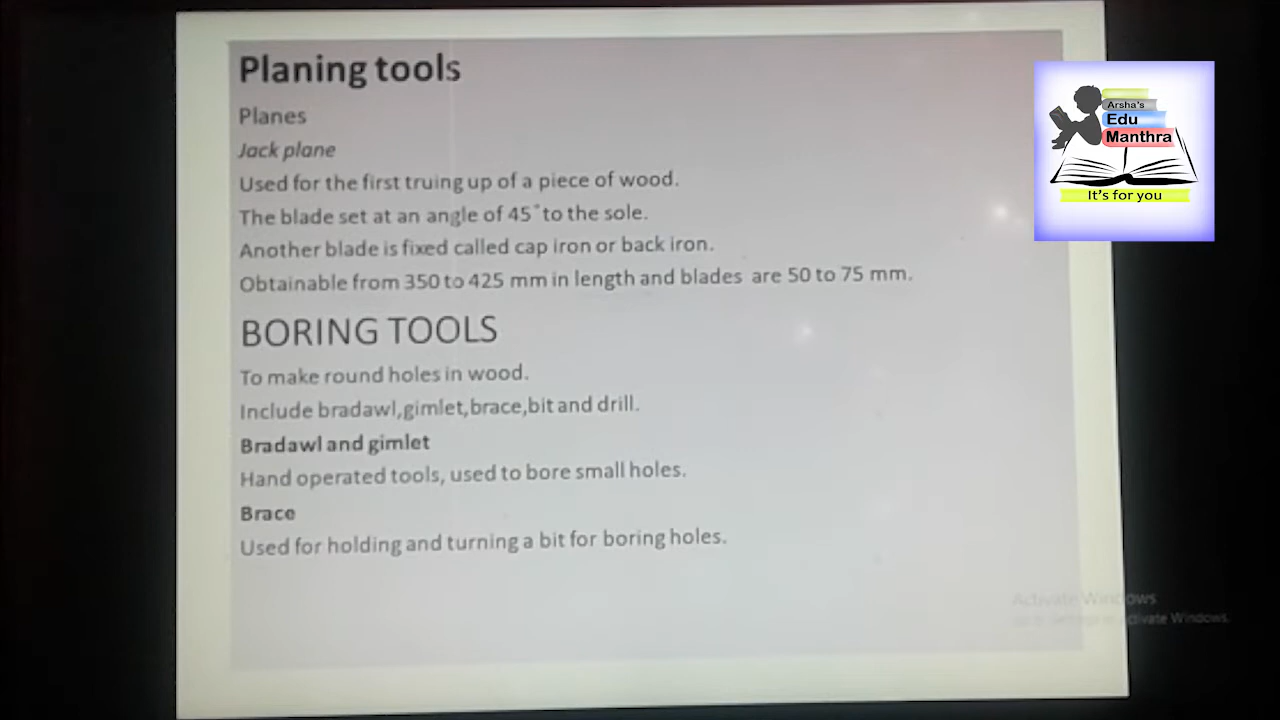 Planing tools
Planes
Jack plane
Used for the first truing up of a piece of wood.
The blade set at an angle of 45˚to the sole.
Another blade is fixed called cap iron or back iron.
Obtainable from 350 to 425 mm in length and blades are 50 to 75 mm.
BORING TOOLS
To make round holes in wood.
Include bradawl,gimlet,brace,bit and drill.
Bradawl and gimlet
Hand operated tools, used to bore small holes.
Brace
Used for holding and turning a bit for boring holes.
Arsha's
Edu
Manthra
It's for you
Activate Windows
Activate Windows.